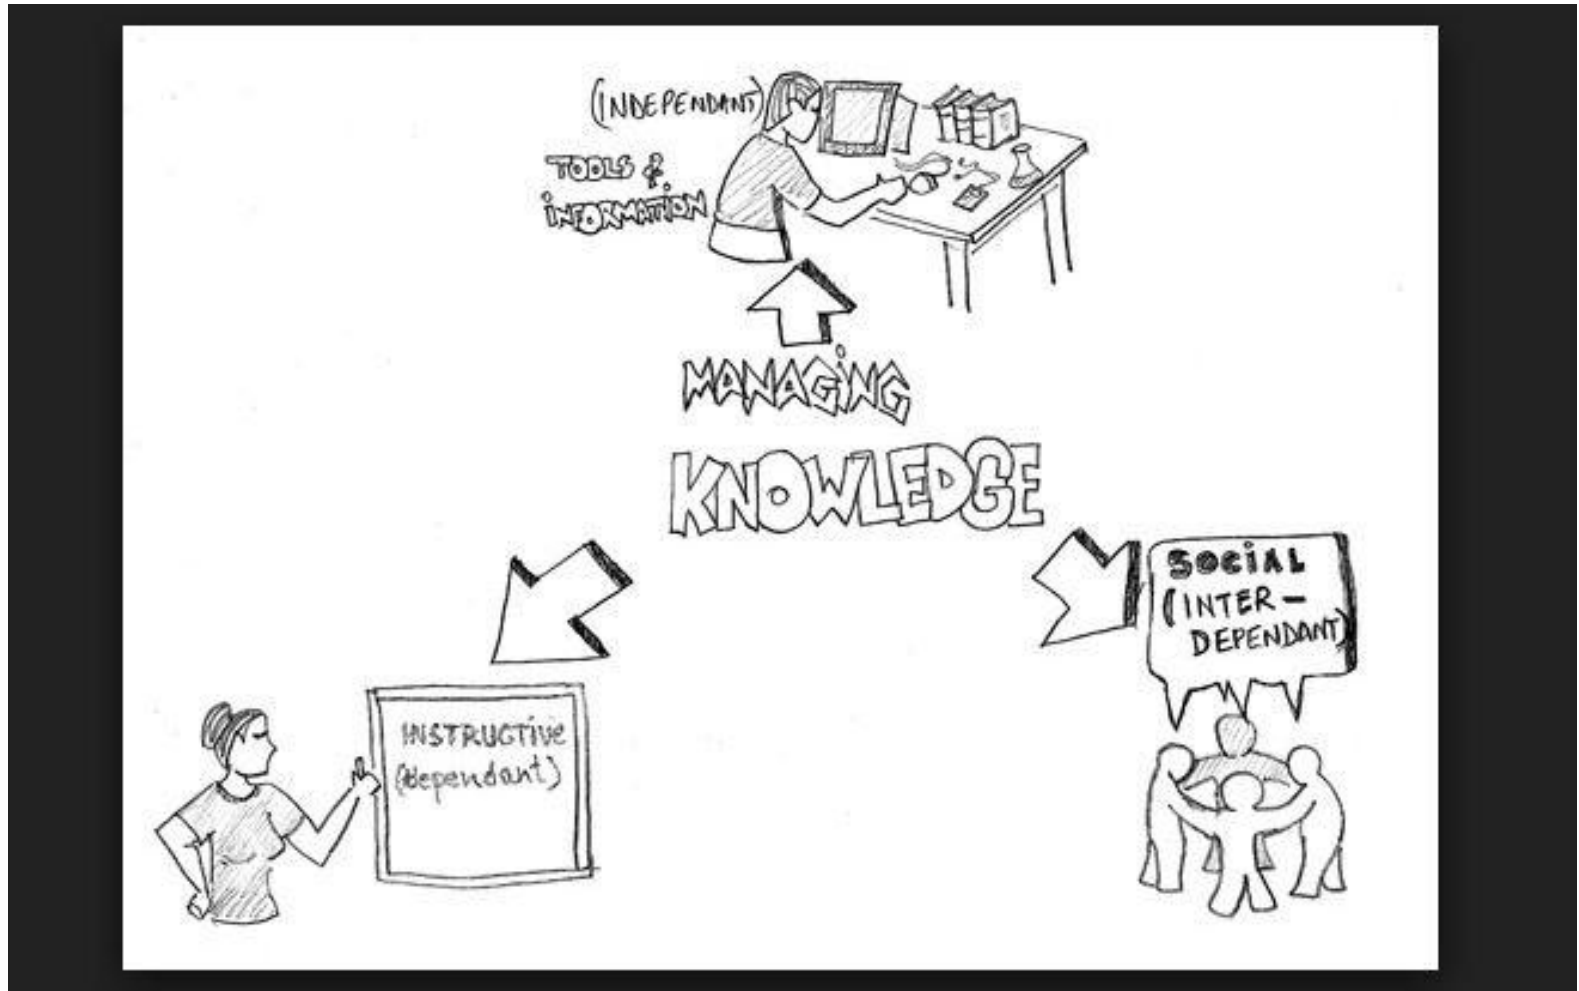 (INDEPENDANT)
TOOLS &
INFORMATION
MANAGING
KNOWLEDGE
SOCIAL
(INTER-
DEPENDANT)
INSTRUCTIVE
(dependant)